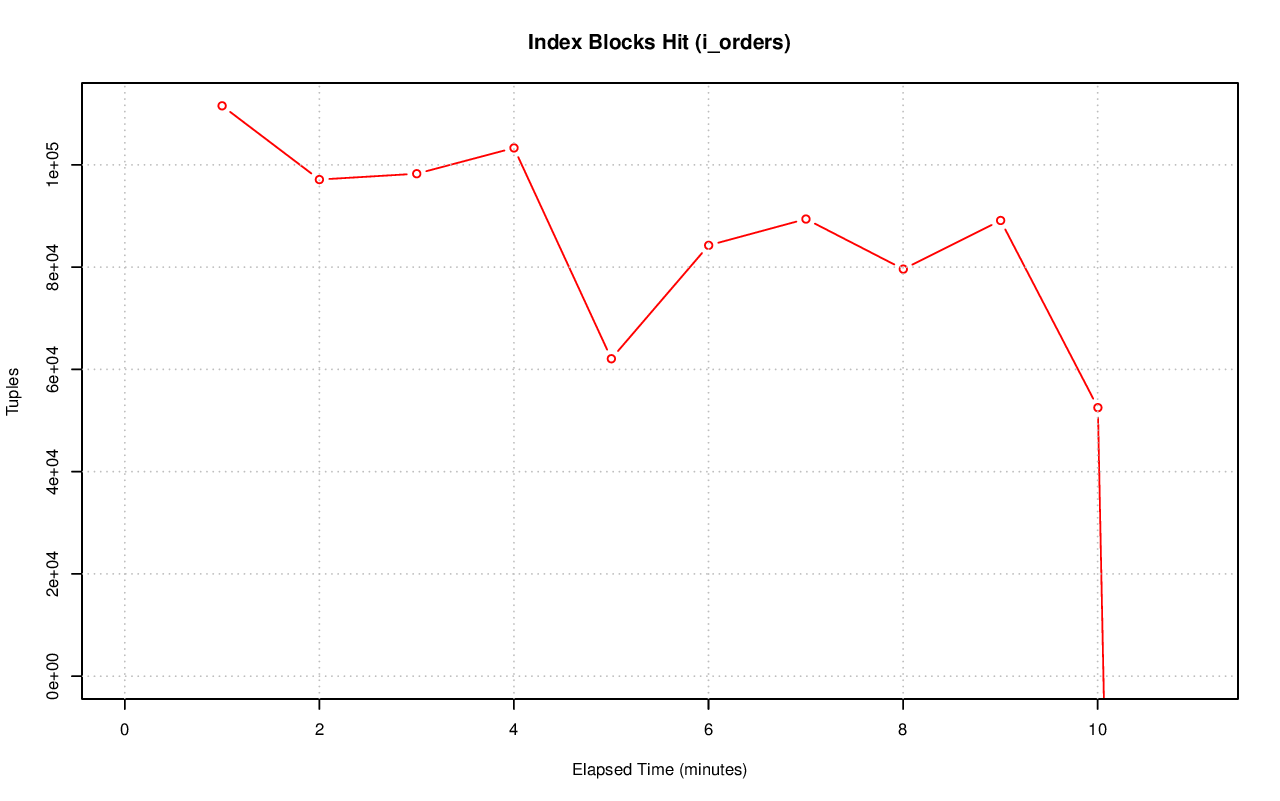 Index Blocks Hit (i_orders)
Tuples
1e+05
8e+04
6e+04
4e+04
2e+04
0e+00
0 2 4 6 8 10
Elapsed Time (minutes)